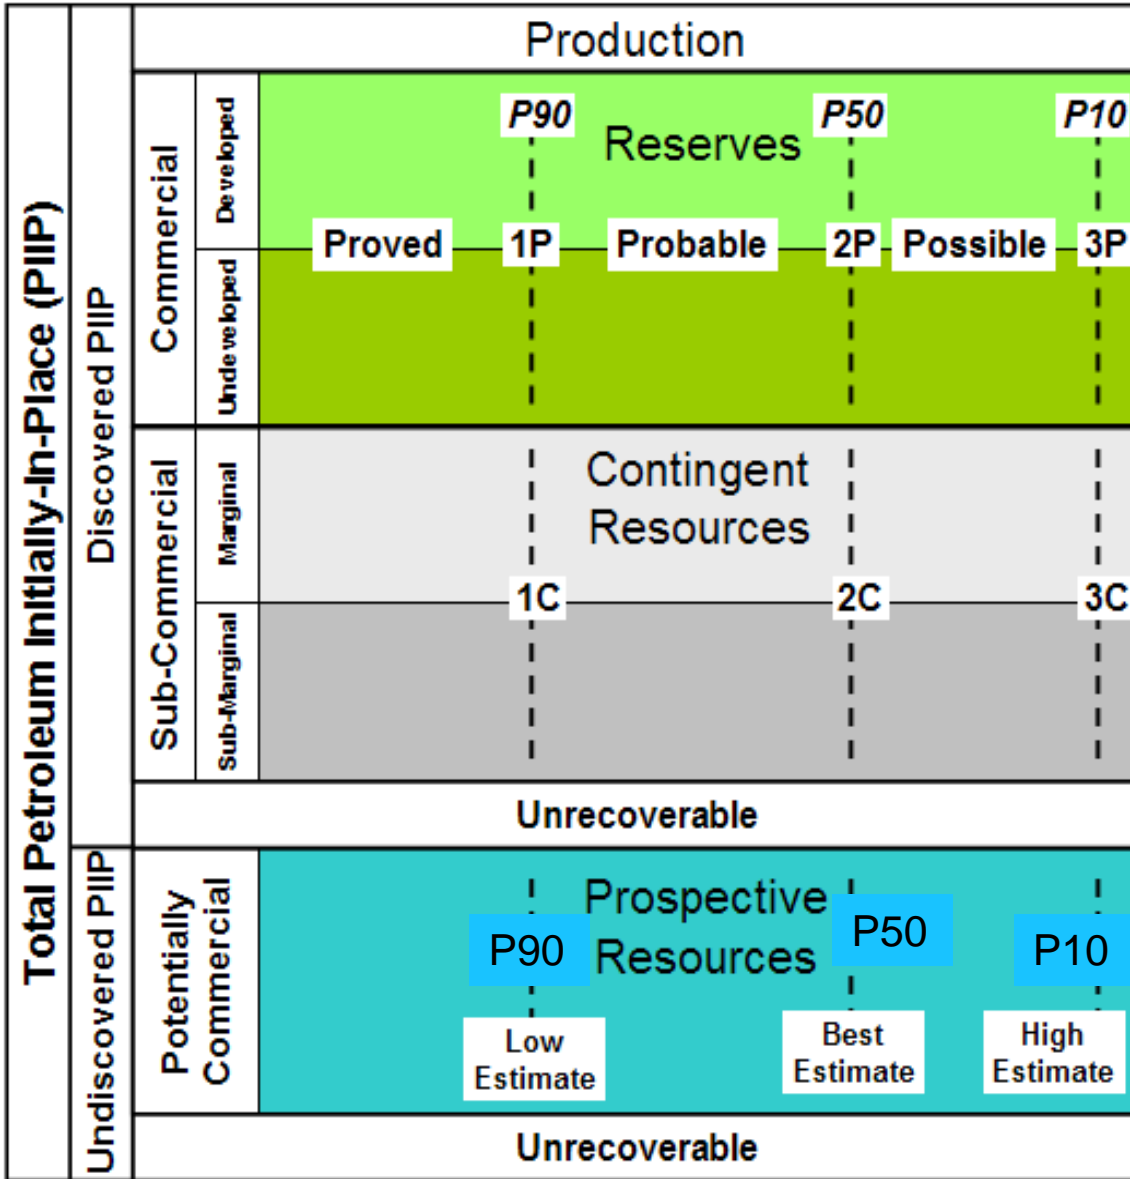 Total Petroleum Initially-In-Place (PIIP)
Discovered PIIP
Undiscovered PIIP
Production
Commercial
Developed
Undeveloped
P90
P50
P10
Reserves
Proved
1P
Probable
2P
Possible
3P
Sub-Commercial
Marginal
Sub-Marginal
Contingent
Resources
1C
2C
3C
Unrecoverable
Potentially
Commercial
Prospective
Resources
P90
P50
P10
Low
Estimate
Best
Estimate
High
Estimate
Unrecoverable